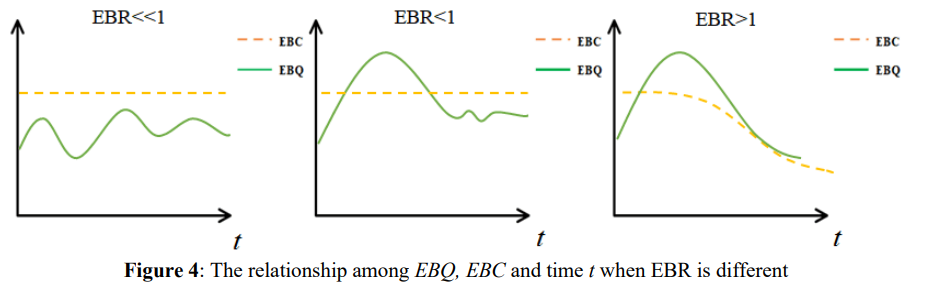 EBR<<1
EBC
EBQ
t
EBR<1
EBC
EBQ
t
EBR>1
EBC
EBQ
t
Figure 4: The relationship among EBQ, EBC and time t when EBR is different